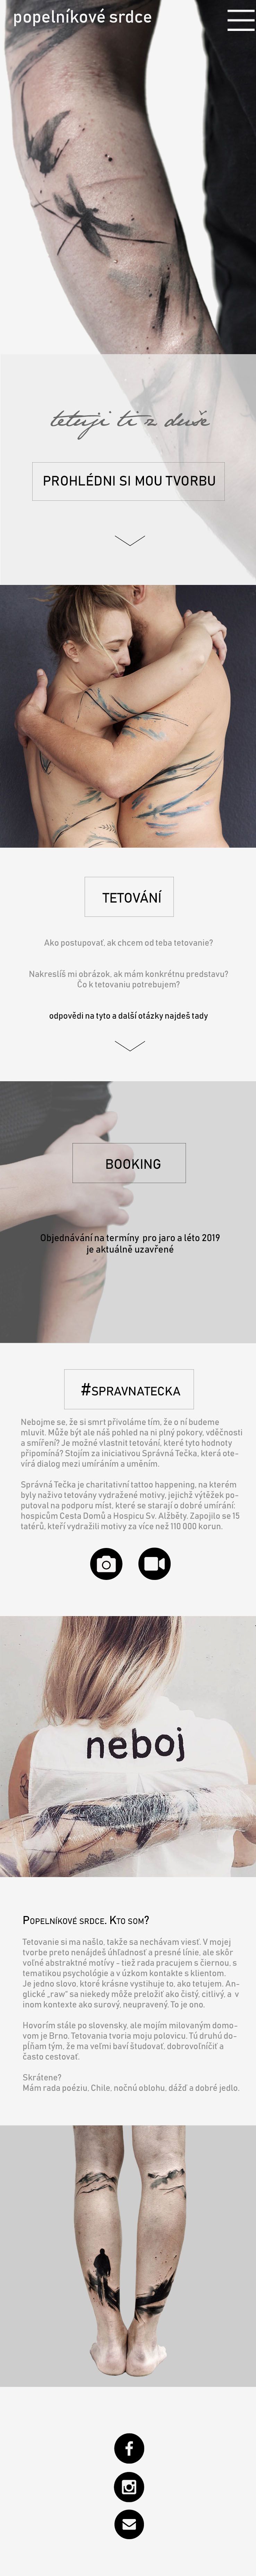 popelníkové srdce
tetuji ti z duše
PROHLÉDNI SI MOU TVORBU
TETOVÁNÍ
Ako postupovať, ak chcem od teba tetovanie?
Nakreslíš mi obrázok, ak mám konkrétnu predstavu?
Čo k tetovaniu potrebujem?
odpovědi na tyto a další otázky najdeš tady
BOOKING
Objednávání na termíny pro jaro a léto 2019
je aktuálně uzavřené
#SPRAVNATECKA
Nebojme se, že si smrt přivoláme tím, že o ní budeme
mluvit. Může být ale náš pohled na ni plný pokory, vděčnosti
a smíření? Je možné vlastnit tetování, které tyto hodnoty
připomíná? Stojím za iniciativou Správná Tečka, která ote-
vírá dialog mezi umíráním a uměním.
Správná Tečka je charitativní tattoo happening, na kterém
byly naživo tetovány vydražené motivy, jejichž výtěžek po-
putoval na podporu míst, které se starají o dobré umírání:
hospicům Cesta Domů a Hospicu Sv. Alžběty. Zapojilo se 15
tatérů, kteří vydražili motivy za více než 110 000 korun.
neboj
POPELNÍKOVÉ SRDCE. KTO SOM?
Tetovanie si ma našlo, takže sa nechávam viesť. V mojej
tvorbe preto nenájdeš úhľadnosť a presné línie, ale skôr
voľné abstraktné motívy - tiež rada pracujem s čiernou, s
tematikou psychológie a v úzkom kontakte s klientom.
Je jedno slovo, ktoré krásne vystihuje to, ako tetujem. An-
glické „raw“ sa niekedy môže preložiť ako čistý, citlivý, a v
inom kontexte ako surový, neupravený. To je ono.
Hovorím stále po slovensky, ale mojím milovaným domo-
vom je Brno. Tetovania tvoria moju polovicu. Tú druhú do-
pĺňam tým, že ma veľmi baví študovať, dobrovoľníčiť a
často cestovať.
Skrátene?
Mám rada poéziu, Chile, nočnú oblohu, dážď a dobré jedlo.